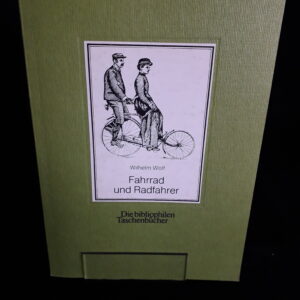 Wilhelm Wolf
Fahrrad
und Radfahrer
Die bibliophilen
Taschenbücher